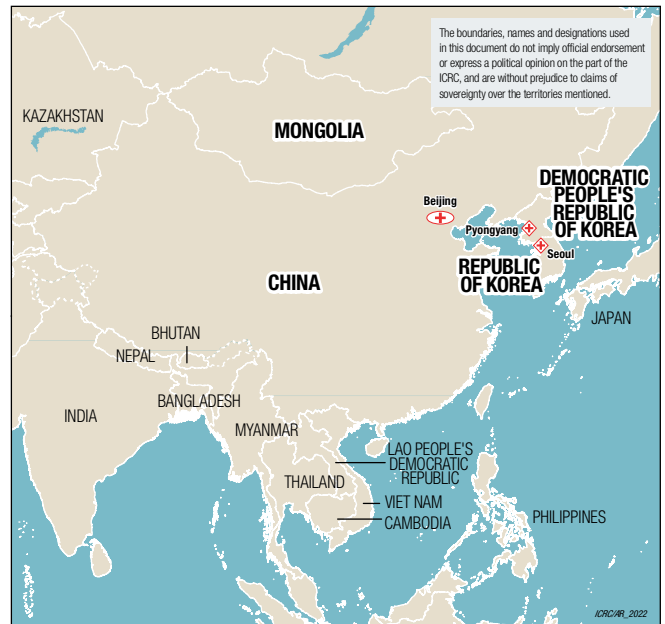 The boundaries, names and designations used
in this document do not imply official endorsement
or express a political opinion on the part of the
ICRC, and are without prejudice to claims of
sovereignty over the territories mentioned.
KAZAKHSTAN
MONGOLIA
DEMOCRATIC
PEOPLE'S
REPUBLIC
OF KOREA
Beijing
Pyongyang
Seoul
REPUBLIC
OF KOREA
CHINA
JAPAN
BHUTAN
NEPAL
BANGLADESH
INDIA
MYANMAR
LAO PEOPLE'S
DEMOCRATIC
REPUBLIC
THAILAND
VIET NAM
CAMBODIA
PHILIPPINES
ICRC/AR_2022